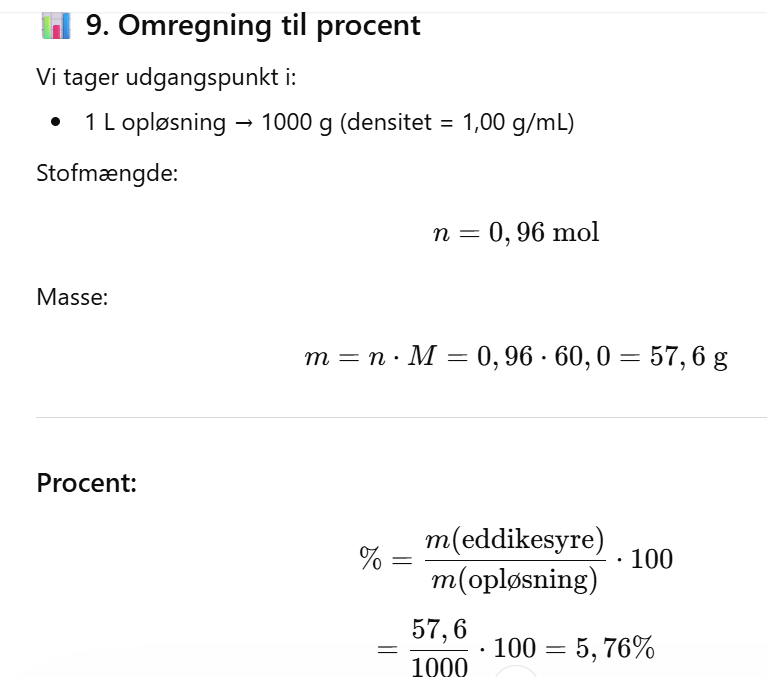 📊 9. Omregning til procent
Vi tager udgangspunkt i:
• 1 L opløsning → 1000 g (densitet = 1,00 g/mL)
Stofmængde:
n = 0,96 mol
Masse:
m = n · M = 0,96 · 60,0 = 57,6 g
Procent:
% = m(eddikesyre) / m(opløsning) · 100
= 57,6 / 1000 · 100 = 5,76%